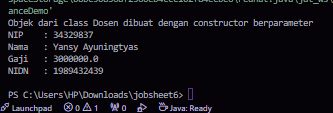 anceDemo'
Objek dari class Dosen dibuat dengan constructor berparameter
NIP : 34329837
Nama : Yansy Ayuningtyas
Gaji : 3000000.0
NIDN : 1989432439
PS C:\Users\HP\Downloads\jobsheet6>
Launchpad 0 1 0 Java: Ready